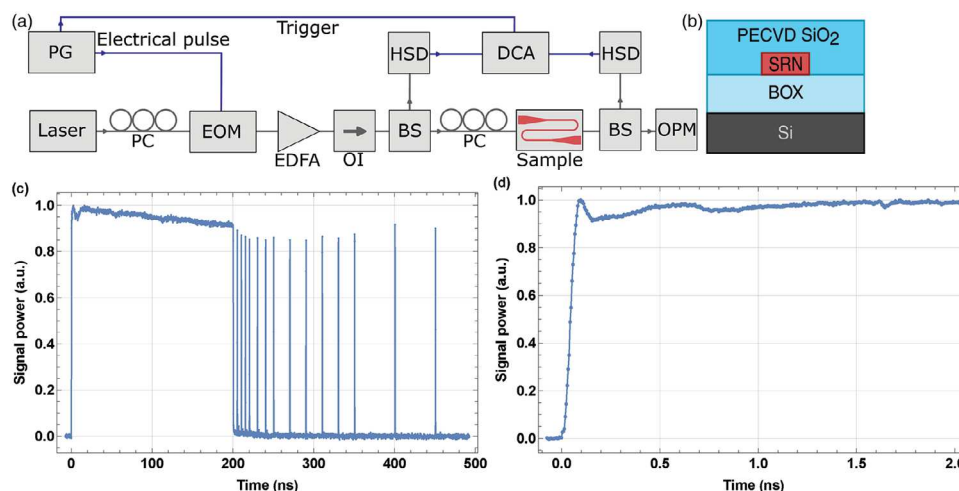 (a)
Trigger
PG
Electrical pulse
HSD
DCA
HSD
Laser
PC
EOM
EDFA
OI
BS
PC
Sample
BS
OPM
(b)
PECVD SiO₂
SRN
BOX
Si
(c)
Signal power (a.u.)
1.0
0.8
0.6
0.4
0.2
0.0
0
100
200
300
400
500
Time (ns)
(d)
Signal power (a.u.)
1.0
0.8
0.6
0.4
0.2
0.0
0.0
0.5
1.0
1.5
2.0
Time (ns)